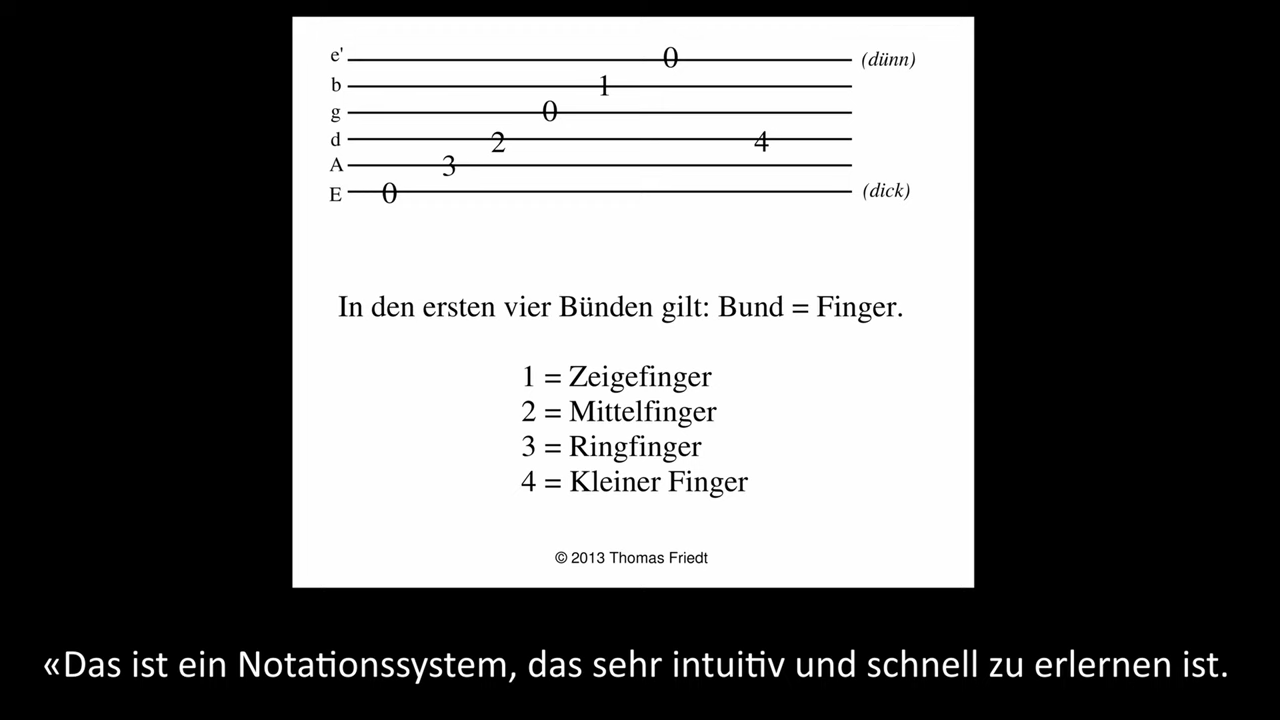 e' 0 (dünn)
b 1
g 0
d 2 4
A 3
E 0 (dick)
In den ersten vier Bünden gilt: Bund = Finger.
1 = Zeigefinger
2 = Mittelfinger
3 = Ringfinger
4 = Kleiner Finger
© 2013 Thomas Friedt
«Das ist ein Notationssystem, das sehr intuitiv und schnell zu erlernen ist.